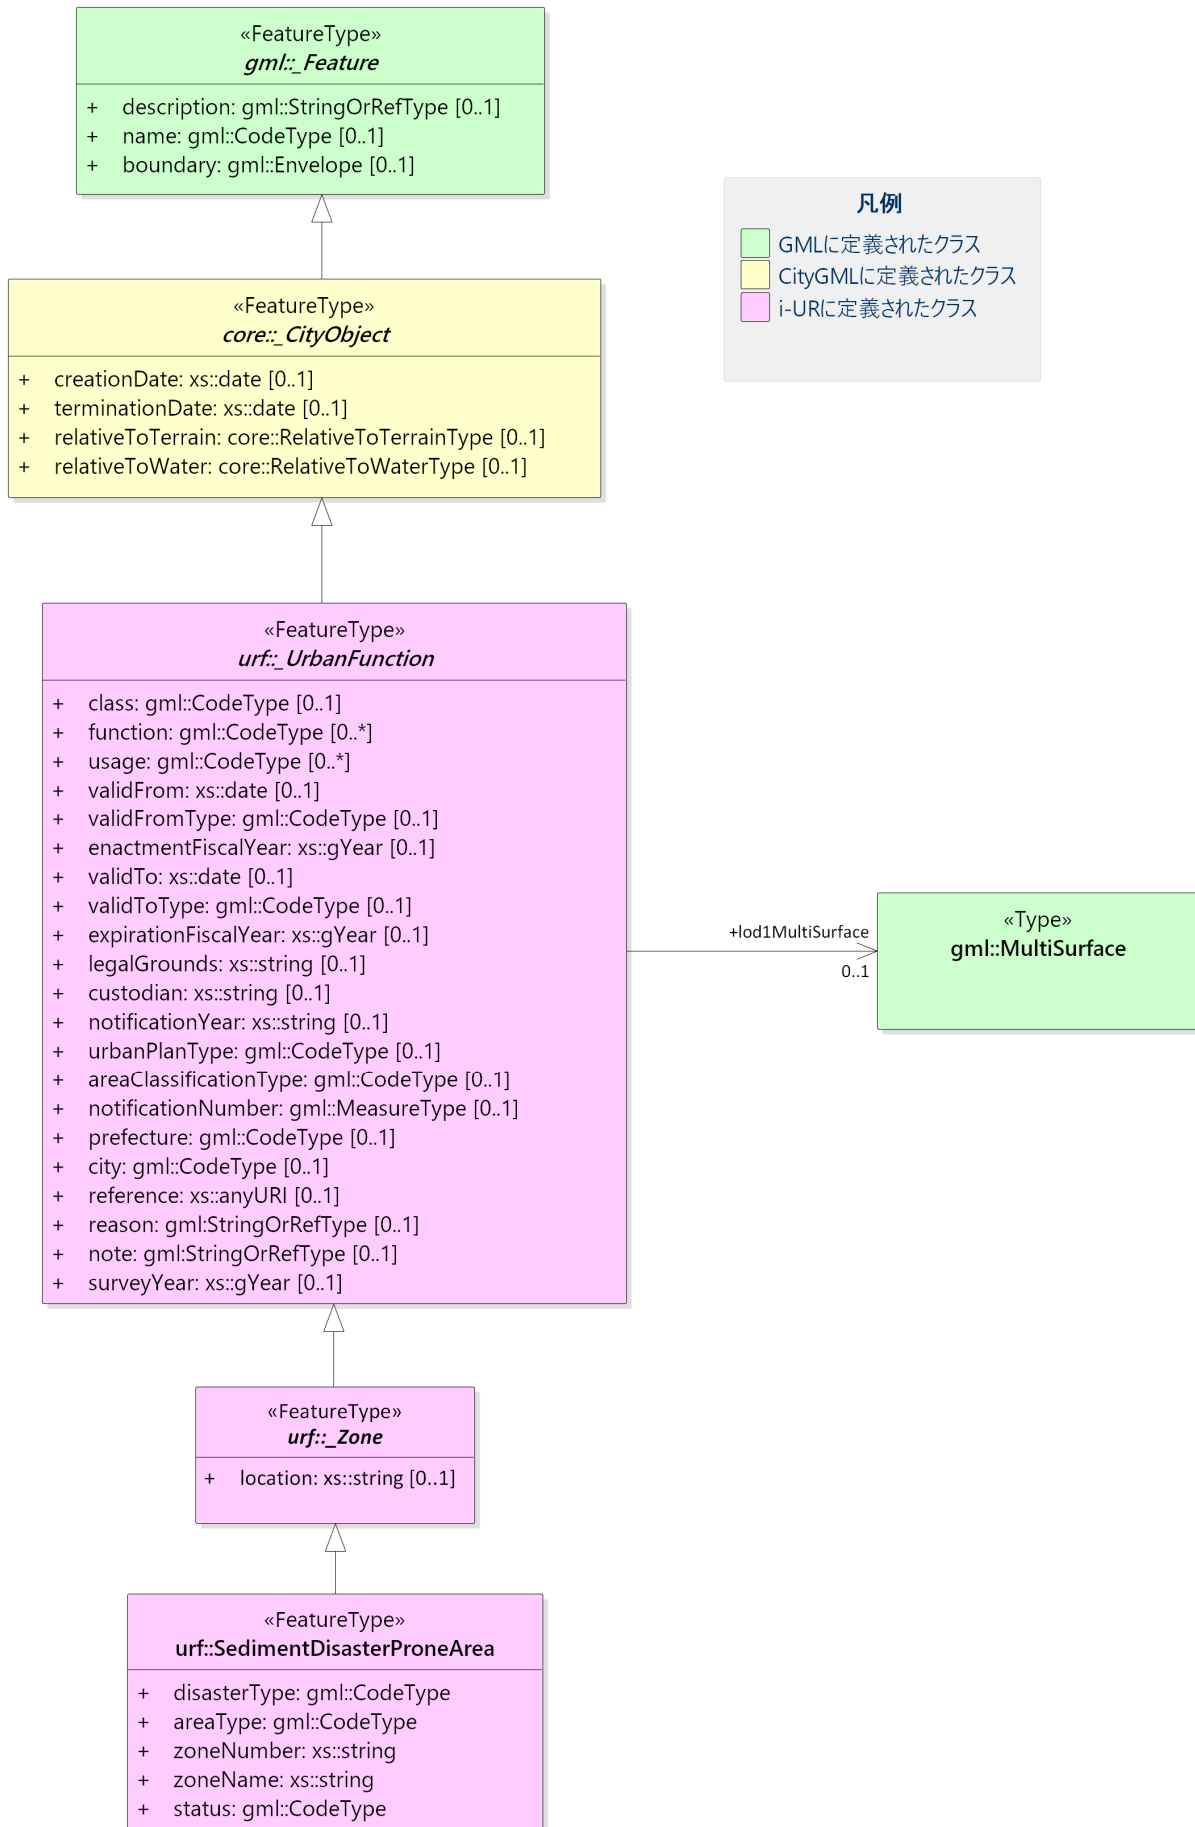 «FeatureType»
gml::_Feature
+ description: gml::StringOrRefType [0..1]
+ name: gml::CodeType [0..1]
+ boundary: gml::Envelope [0..1]
凡例
GMLに定義されたクラス
CityGMLに定義されたクラス
i-URに定義されたクラス
«FeatureType»
core::_CityObject
+ creationDate: xs::date [0..1]
+ terminationDate: xs::date [0..1]
+ relativeToTerrain: core::RelativeToTerrainType [0..1]
+ relativeToWater: core::RelativeToWaterType [0..1]
«FeatureType»
urf::_UrbanFunction
+ class: gml::CodeType [0..1]
+ function: gml::CodeType [0..*]
+ usage: gml::CodeType [0..*]
+ validFrom: xs::date [0..1]
+ validFromType: gml::CodeType [0..1]
+ enactmentFiscalYear: xs::gYear [0..1]
+ validTo: xs::date [0..1]
+ validToType: gml::CodeType [0..1]
+ expirationFiscalYear: xs::gYear [0..1]
+ legalGrounds: xs::string [0..1]
+ custodian: xs::string [0..1]
+ notificationYear: xs::string [0..1]
+ urbanPlanType: gml::CodeType [0..1]
+ areaClassificationType: gml::CodeType [0..1]
+ notificationNumber: gml::MeasureType [0..1]
+ prefecture: gml::CodeType [0..1]
+ city: gml::CodeType [0..1]
+ reference: xs::anyURI [0..1]
+ reason: gml:StringOrRefType [0..1]
+ note: gml:StringOrRefType [0..1]
+ surveyYear: xs::gYear [0..1]
+lod1MultiSurface
0..1
«Type»
gml::MultiSurface
«FeatureType»
urf::_Zone
+ location: xs::string [0..1]
«FeatureType»
urf::SedimentDisasterProneArea
+ disasterType: gml::CodeType
+ areaType: gml::CodeType
+ zoneNumber: xs::string
+ zoneName: xs::string
+ status: gml::CodeType